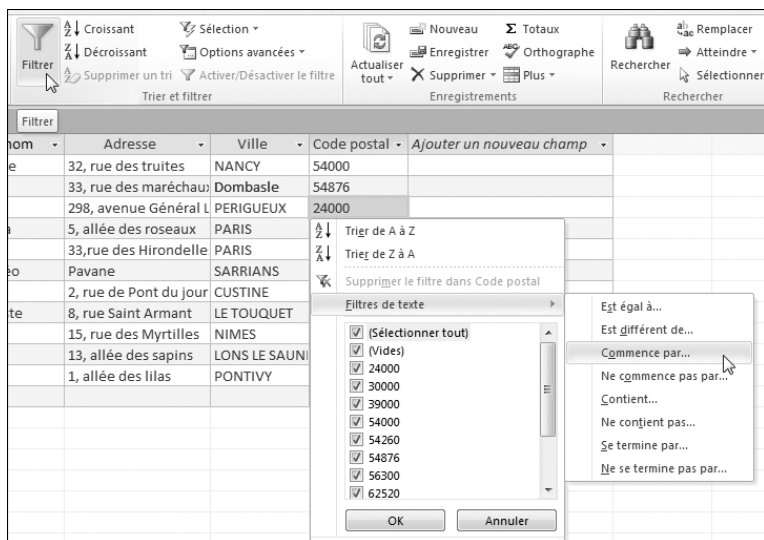 Filtrer
Croissant
Décroissant
Supprimer un tri
Sélection
Options avancées
Activer/Désactiver le filtre
Trier et filtrer
Actualiser
tout
Nouveau
Enregistrer
Supprimer
Σ Totaux
Orthographe
Plus
Enregistrements
Rechercher
Remplacer
Atteindre
Sélectionner
Rechercher
Filtrer
nom Adresse Ville Code postal Ajouter un nouveau champ
e 32, rue des truites NANCY 54000
33, rue des maréchau Dombasle 54876
298, avenue Général L PERIGUEUX 24000
5, allée des roseaux PARIS
33,rue des Hirondelle PARIS
éo Pavane SARRIANS
2, rue de Pont du jour CUSTINE
ste 8, rue Saint Armant LE TOUQUET
15, rue des Myrtilles NIMES
13, allée des sapins LONS LE SAUNI
1, allée des lilas PONTIVY
Trier de A à Z
Trier de Z à A
Supprimer le filtre dans Code postal
Filtres de texte
(Sélectionner tout)
(Vides)
24000
30000
39000
54000
54260
54876
56300
62520
OK Annuler
Est égal à...
Est différent de...
Commence par...
Ne commence pas par...
Contient...
Ne contient pas...
Se termine par...
Ne se termine pas par...